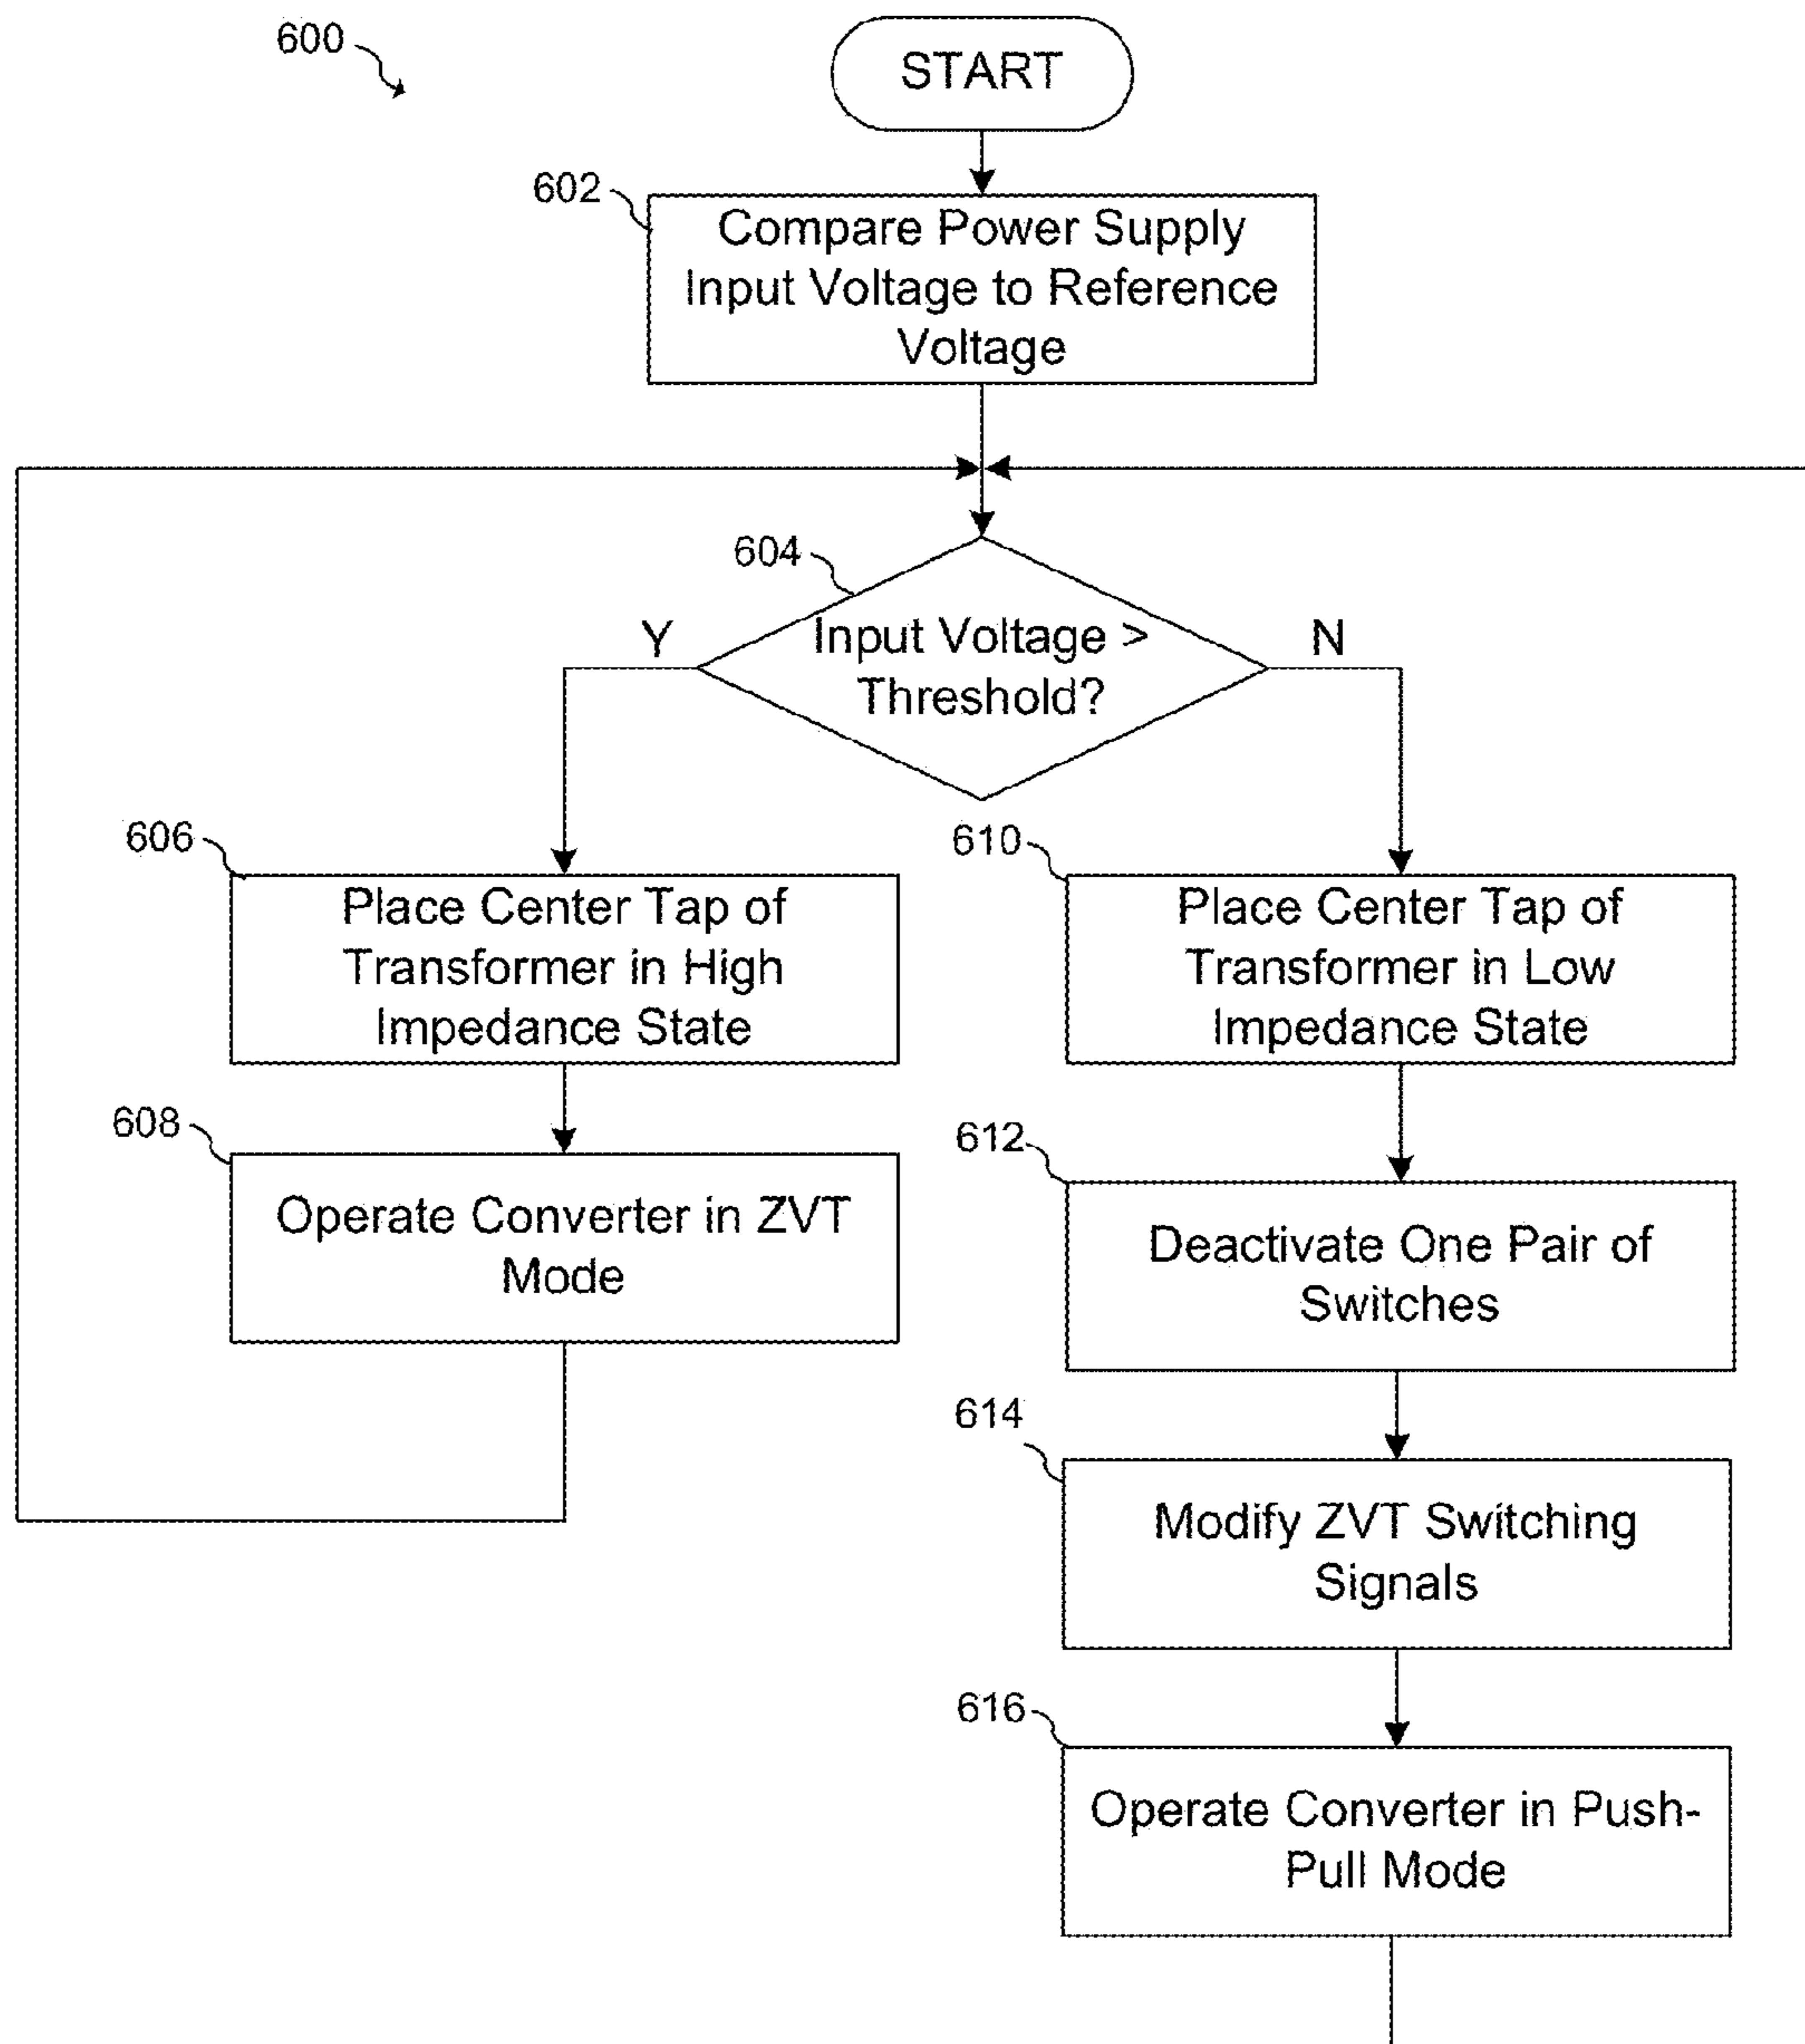 600
START
602
Compare Power Supply
Input Voltage to Reference
Voltage
604
Y
Input Voltage >
Threshold?
N
606
Place Center Tap of
Transformer in High
Impedance State
610
Place Center Tap of
Transformer in Low
Impedance State
608
Operate Converter in ZVT
Mode
612
Deactivate One Pair of
Switches
614
Modify ZVT Switching
Signals
616
Operate Converter in Push-
Pull Mode